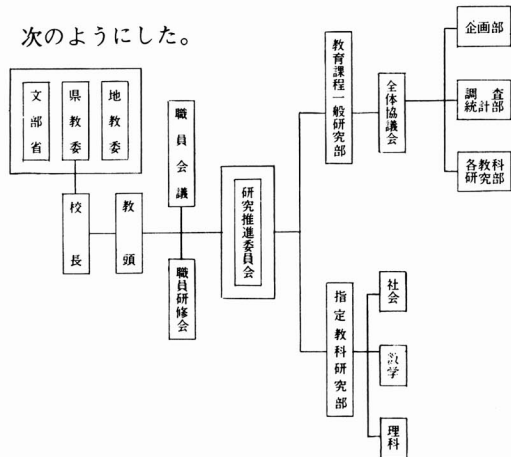 次のようにした。
文部省
県教委
地教委
校長
教頭
職員会議
職員研修会
研究推進委員会
教育課程一般研究部
全体協議会
企画部
調査
統計部
各教科
研究部
指定教科研究部
社会
数学
理科